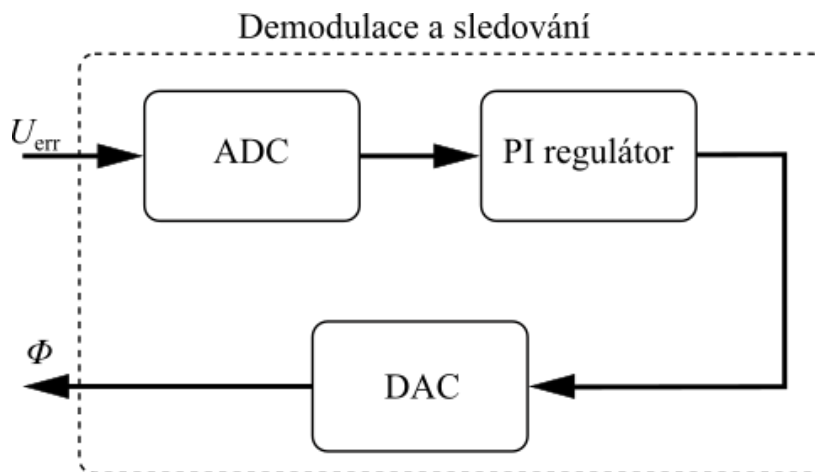 Demodulace a sledování
U_err
ADC
PI regulátor
Φ
DAC